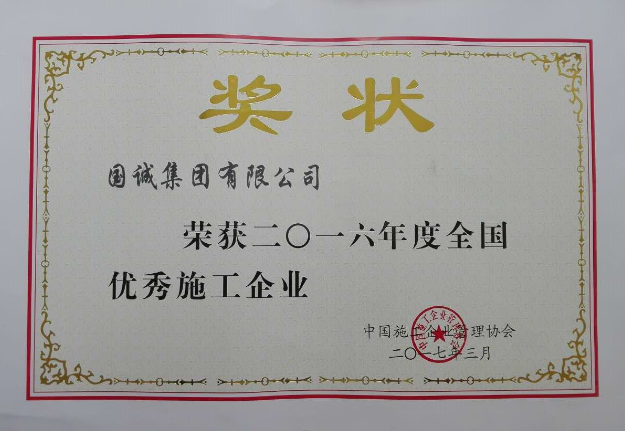 奖状
国诚集团有限公司
荣获二〇一六年度全国
优秀施工企业
中国施工企业管理协会
二〇一七年三月